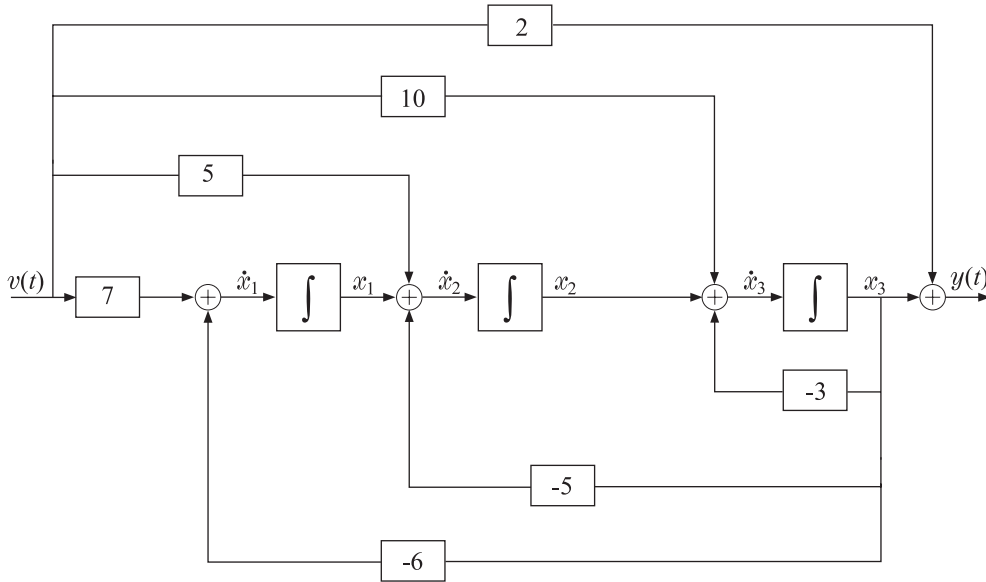 2
10
5
v(t)
7
+
ẋ₁
∫
x₁
+
ẋ₂
∫
x₂
+
ẋ₃
∫
x₃
+
y(t)
-3
-5
-6